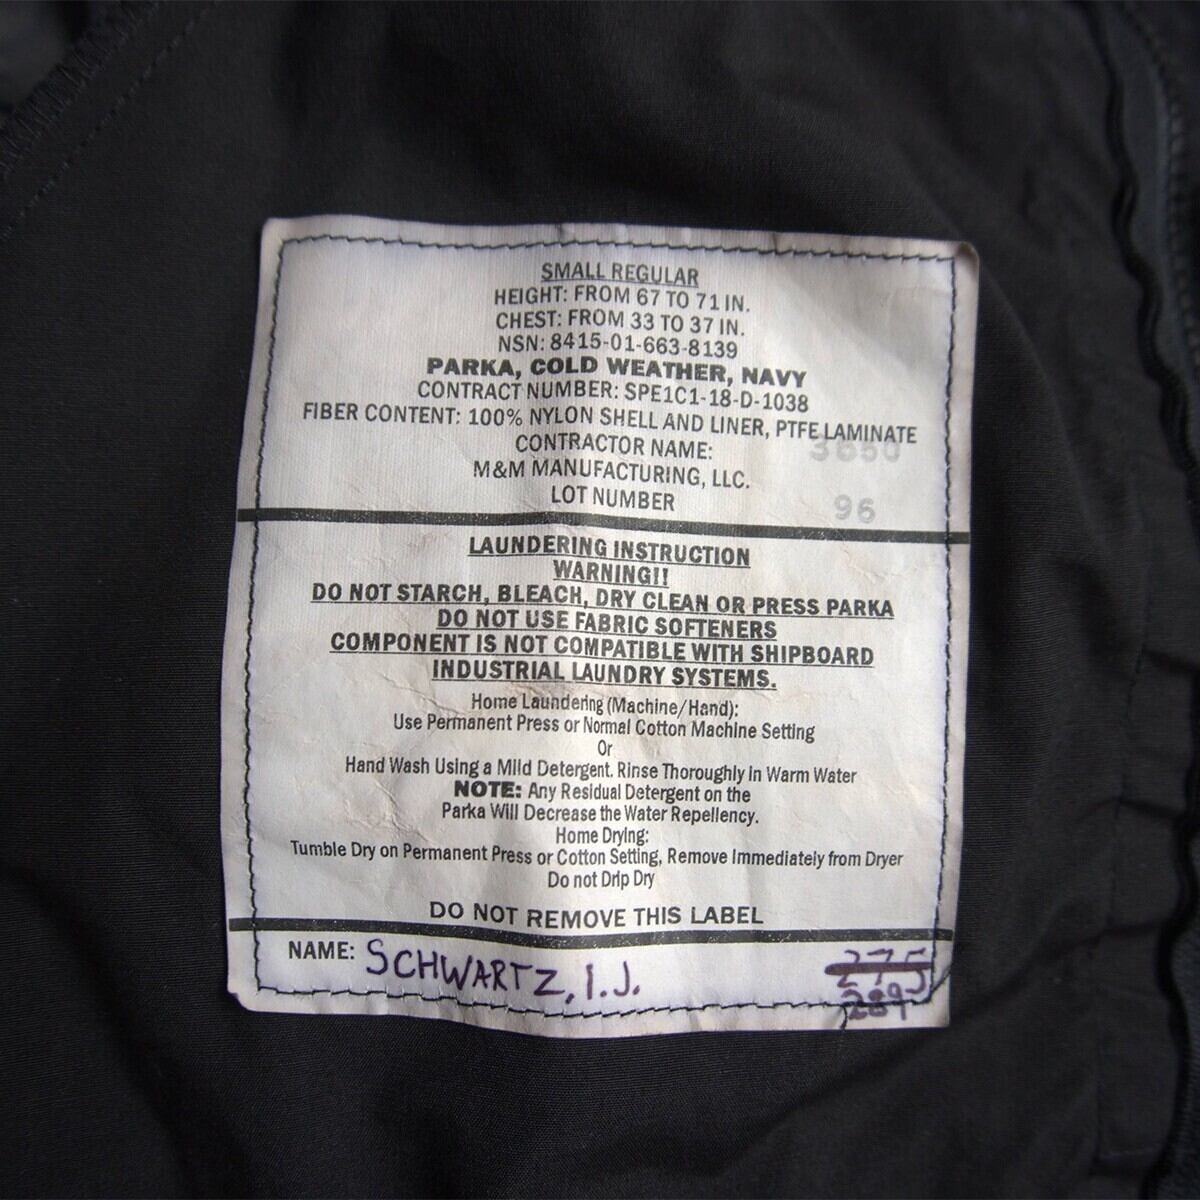 SMALL REGULAR
HEIGHT: FROM 67 TO 71 IN.
CHEST: FROM 33 TO 37 IN.
NSN: 8415-01-663-8139
PARKA, COLD WEATHER, NAVY
CONTRACT NUMBER: SPE1C1-18-D-1038
FIBER CONTENT: 100% NYLON SHELL AND LINER, PTFE LAMINATE
CONTRACTOR NAME: 3650
M&M MANUFACTURING, LLC.
LOT NUMBER 96
LAUNDERING INSTRUCTION
WARNING!!
DO NOT STARCH, BLEACH, DRY CLEAN OR PRESS PARKA
DO NOT USE FABRIC SOFTENERS
COMPONENT IS NOT COMPATIBLE WITH SHIPBOARD
INDUSTRIAL LAUNDRY SYSTEMS.
Home Laundering (Machine/Hand):
Use Permanent Press or Normal Cotton Machine Setting
Or
Hand Wash Using a Mild Detergent. Rinse Thoroughly In Warm Water
NOTE: Any Residual Detergent on the
Parka Will Decrease the Water Repellency.
Home Drying:
Tumble Dry on Permanent Press or Cotton Setting, Remove Immediately from Dryer
Do not Drip Dry
DO NOT REMOVE THIS LABEL
NAME: SCHWARTZ, I.J. 275
289